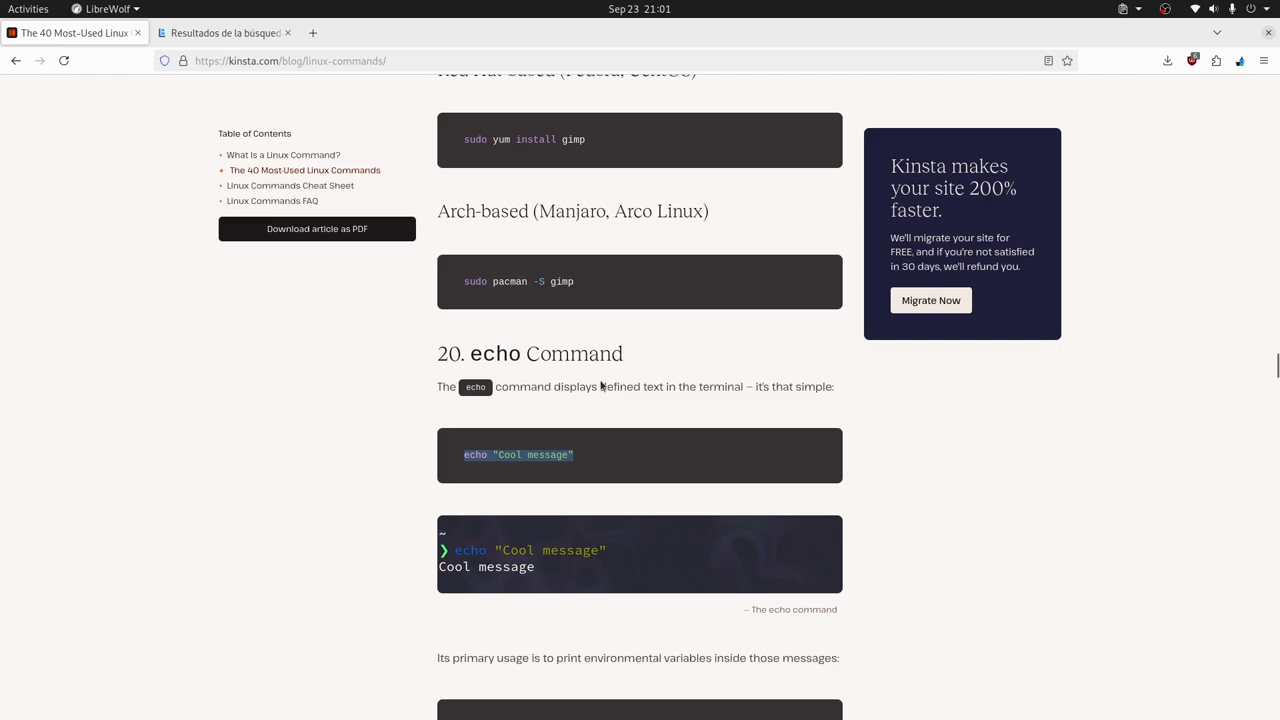 Activities
LibreWolf
Sep 23 21:01
The 40 Most-Used Linux
Resultados de la búsqued
https://kinsta.com/blog/linux-commands/
6
Red Hat-based (Fedora, CentOS)
sudo yum install gimp
Table of Contents
What Is a Linux Command?
The 40 Most-Used Linux Commands
Linux Commands Cheat Sheet
Linux Commands FAQ
Download article as PDF
Kinsta makes
your site 200%
faster.
We'll migrate your site for
FREE, and if you're not satisfied
in 30 days, we'll refund you.
Migrate Now
Arch-based (Manjaro, Arco Linux)
sudo pacman -S gimp
20. echo Command
The echo command displays defined text in the terminal — it's that simple:
echo "Cool message"
~
❯ echo "Cool message"
Cool message
— The echo command
Its primary usage is to print environmental variables inside those messages: